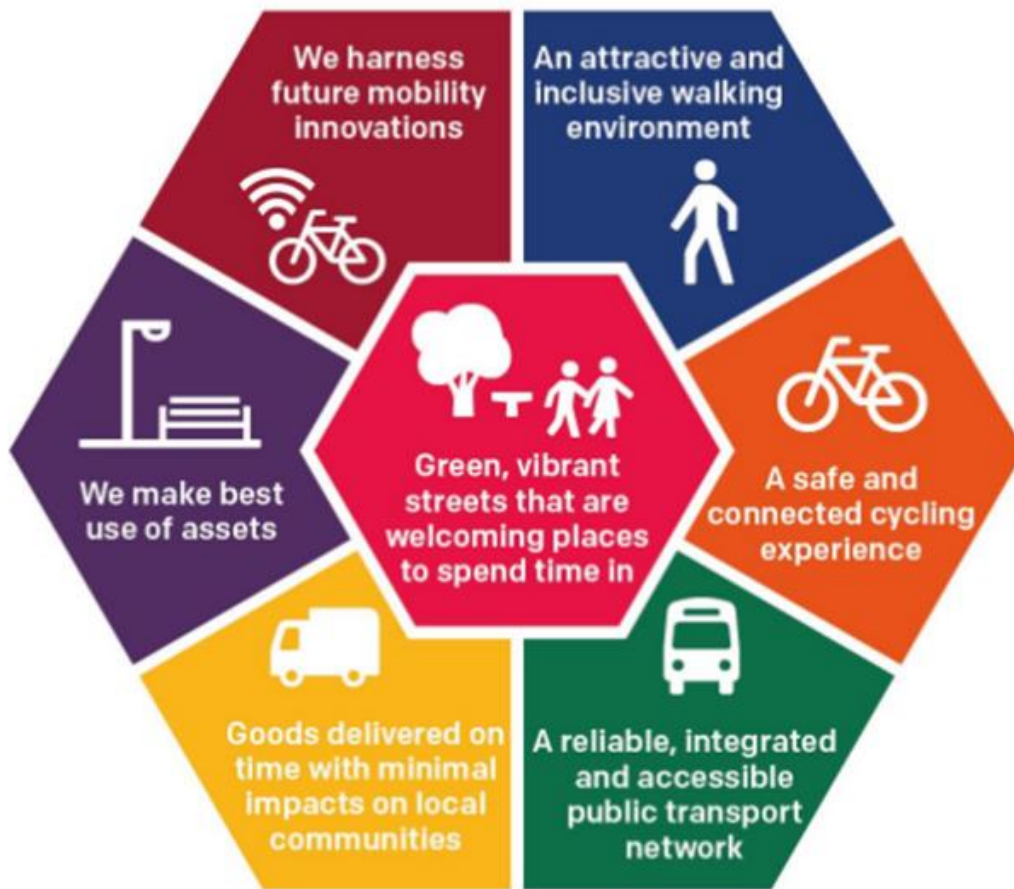 We harness
future mobility
innovations
An attractive and
inclusive walking
environment
We make best
use of assets
Green, vibrant
streets that are
welcoming places
to spend time in
A safe and
connected cycling
experience
Goods delivered on
time with minimal
impacts on local
communities
A reliable, integrated
and accessible
public transport
network